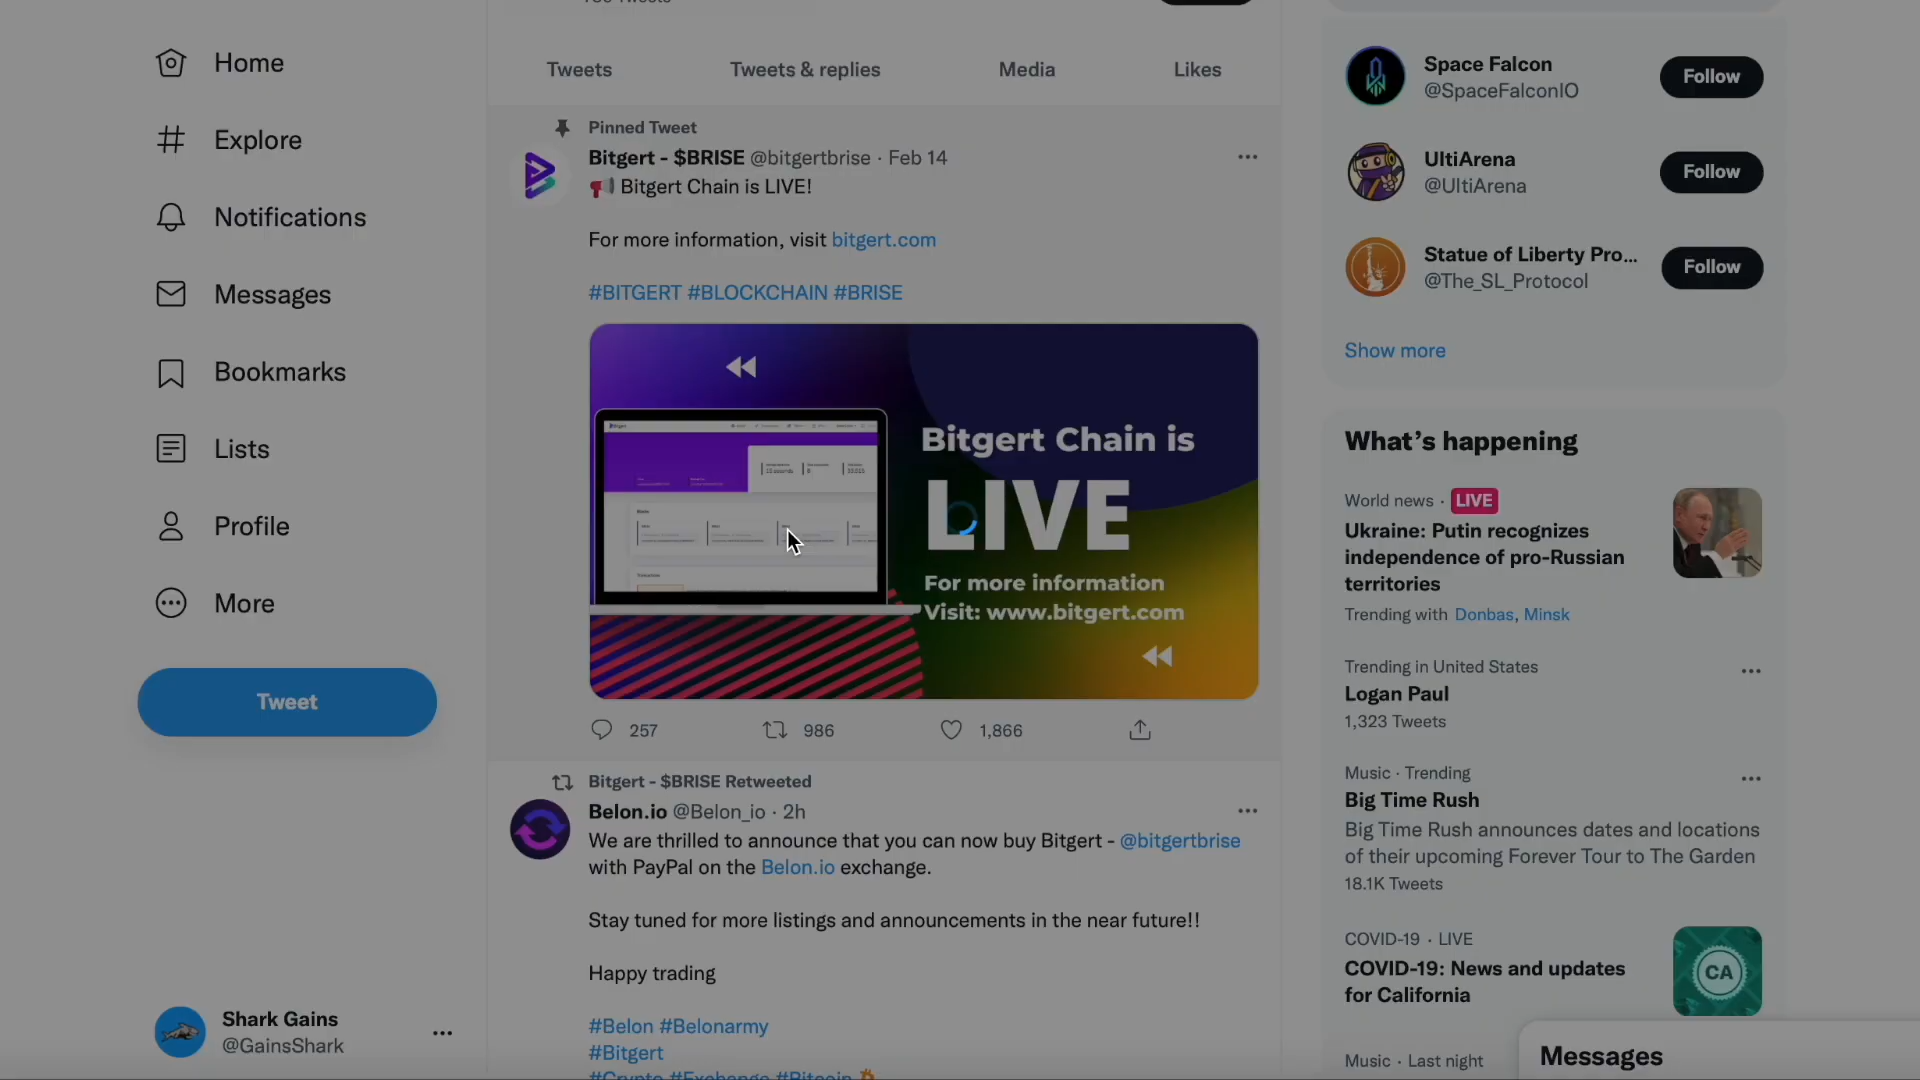 Home
Explore
Notifications
Messages
Bookmarks
Lists
Profile
More
Tweet
Shark Gains
@GainsShark
Tweets
Tweets & replies
Media
Likes
Pinned Tweet
Bitgert - $BRISE @bitgertbrise · Feb 14
Bitgert Chain is LIVE!
For more information, visit bitgert.com
#BITGERT #BLOCKCHAIN #BRISE
Bitgert Chain is
LIVE
For more information
Visit: www.bitgert.com
257
986
1,866
Bitgert - $BRISE Retweeted
Belon.io @Belon_io · 2h
We are thrilled to announce that you can now buy Bitgert - @bitgertbrise
with PayPal on the Belon.io exchange.
Stay tuned for more listings and announcements in the near future!!
Happy trading
#Belon #Belonarmy
#Bitgert
#Crypto #Exchange #Bitcoin
Space Falcon
@SpaceFalconIO
Follow
UltiArena
@UltiArena
Follow
Statue of Liberty Pro...
@The_SL_Protocol
Follow
Show more
What's happening
World news · LIVE
Ukraine: Putin recognizes
independence of pro-Russian
territories
Trending with Donbas, Minsk
Trending in United States
Logan Paul
1,323 Tweets
Music · Trending
Big Time Rush
Big Time Rush announces dates and locations
of their upcoming Forever Tour to The Garden
18.1K Tweets
COVID-19 · LIVE
COVID-19: News and updates
for California
CA
Music · Last night
Messages